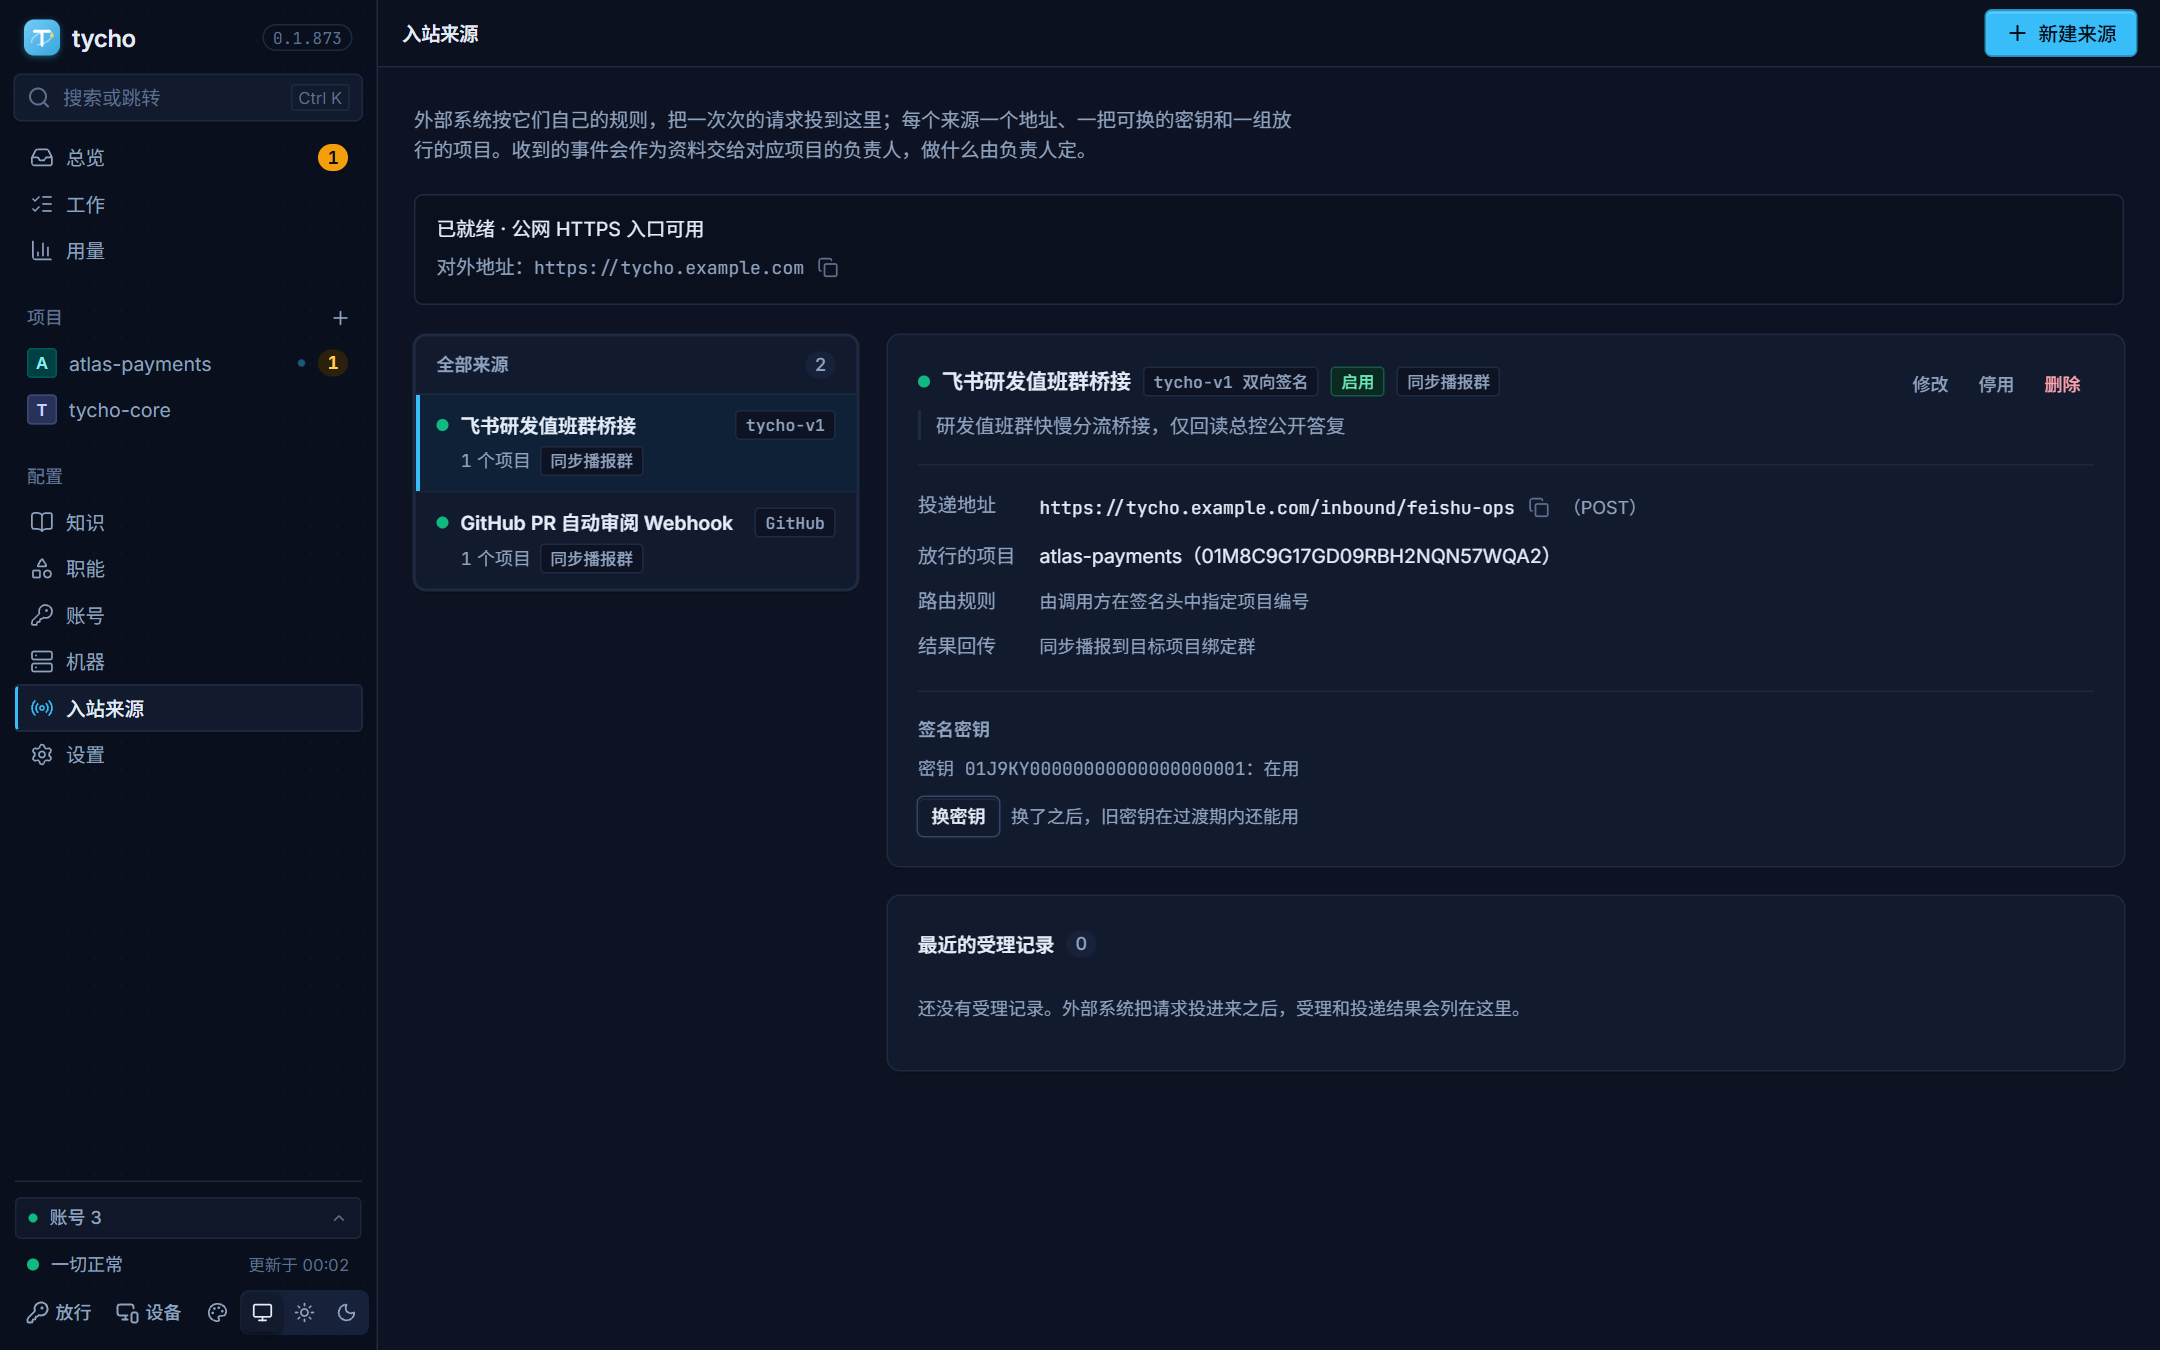 tycho
0.1.873
搜索或跳转
Ctrl K
总览
1
工作
用量
项目
A
atlas-payments
1
T
tycho-core
配置
知识
职能
账号
机器
入站来源
设置
账号 3
一切正常
更新于 00:02
放行
设备
入站来源
新建来源
外部系统按它们自己的规则，把一次次的请求投到这里；每个来源一个地址、一把可换的密钥和一组放
行的项目。收到的事件会作为资料交给对应项目的负责人，做什么由负责人定。
已就绪 · 公网 HTTPS 入口可用
对外地址：https://tycho.example.com
全部来源
2
飞书研发值班群桥接
tycho-v1
1 个项目
同步播报群
GitHub PR 自动审阅 Webhook
GitHub
1 个项目
同步播报群
飞书研发值班群桥接
tycho-v1 双向签名
启用
同步播报群
修改
停用
删除
研发值班群快慢分流桥接，仅回读总控公开答复
投递地址
https://tycho.example.com/inbound/feishu-ops
（POST）
放行的项目
atlas-payments（01M8C9G17GD09RBH2NQN57WQA2）
路由规则
由调用方在签名头中指定项目编号
结果回传
同步播报到目标项目绑定群
签名密钥
密钥 01J9KY00000000000000000001：在用
换密钥
换了之后，旧密钥在过渡期内还能用
最近的受理记录
0
还没有受理记录。外部系统把请求投进来之后，受理和投递结果会列在这里。